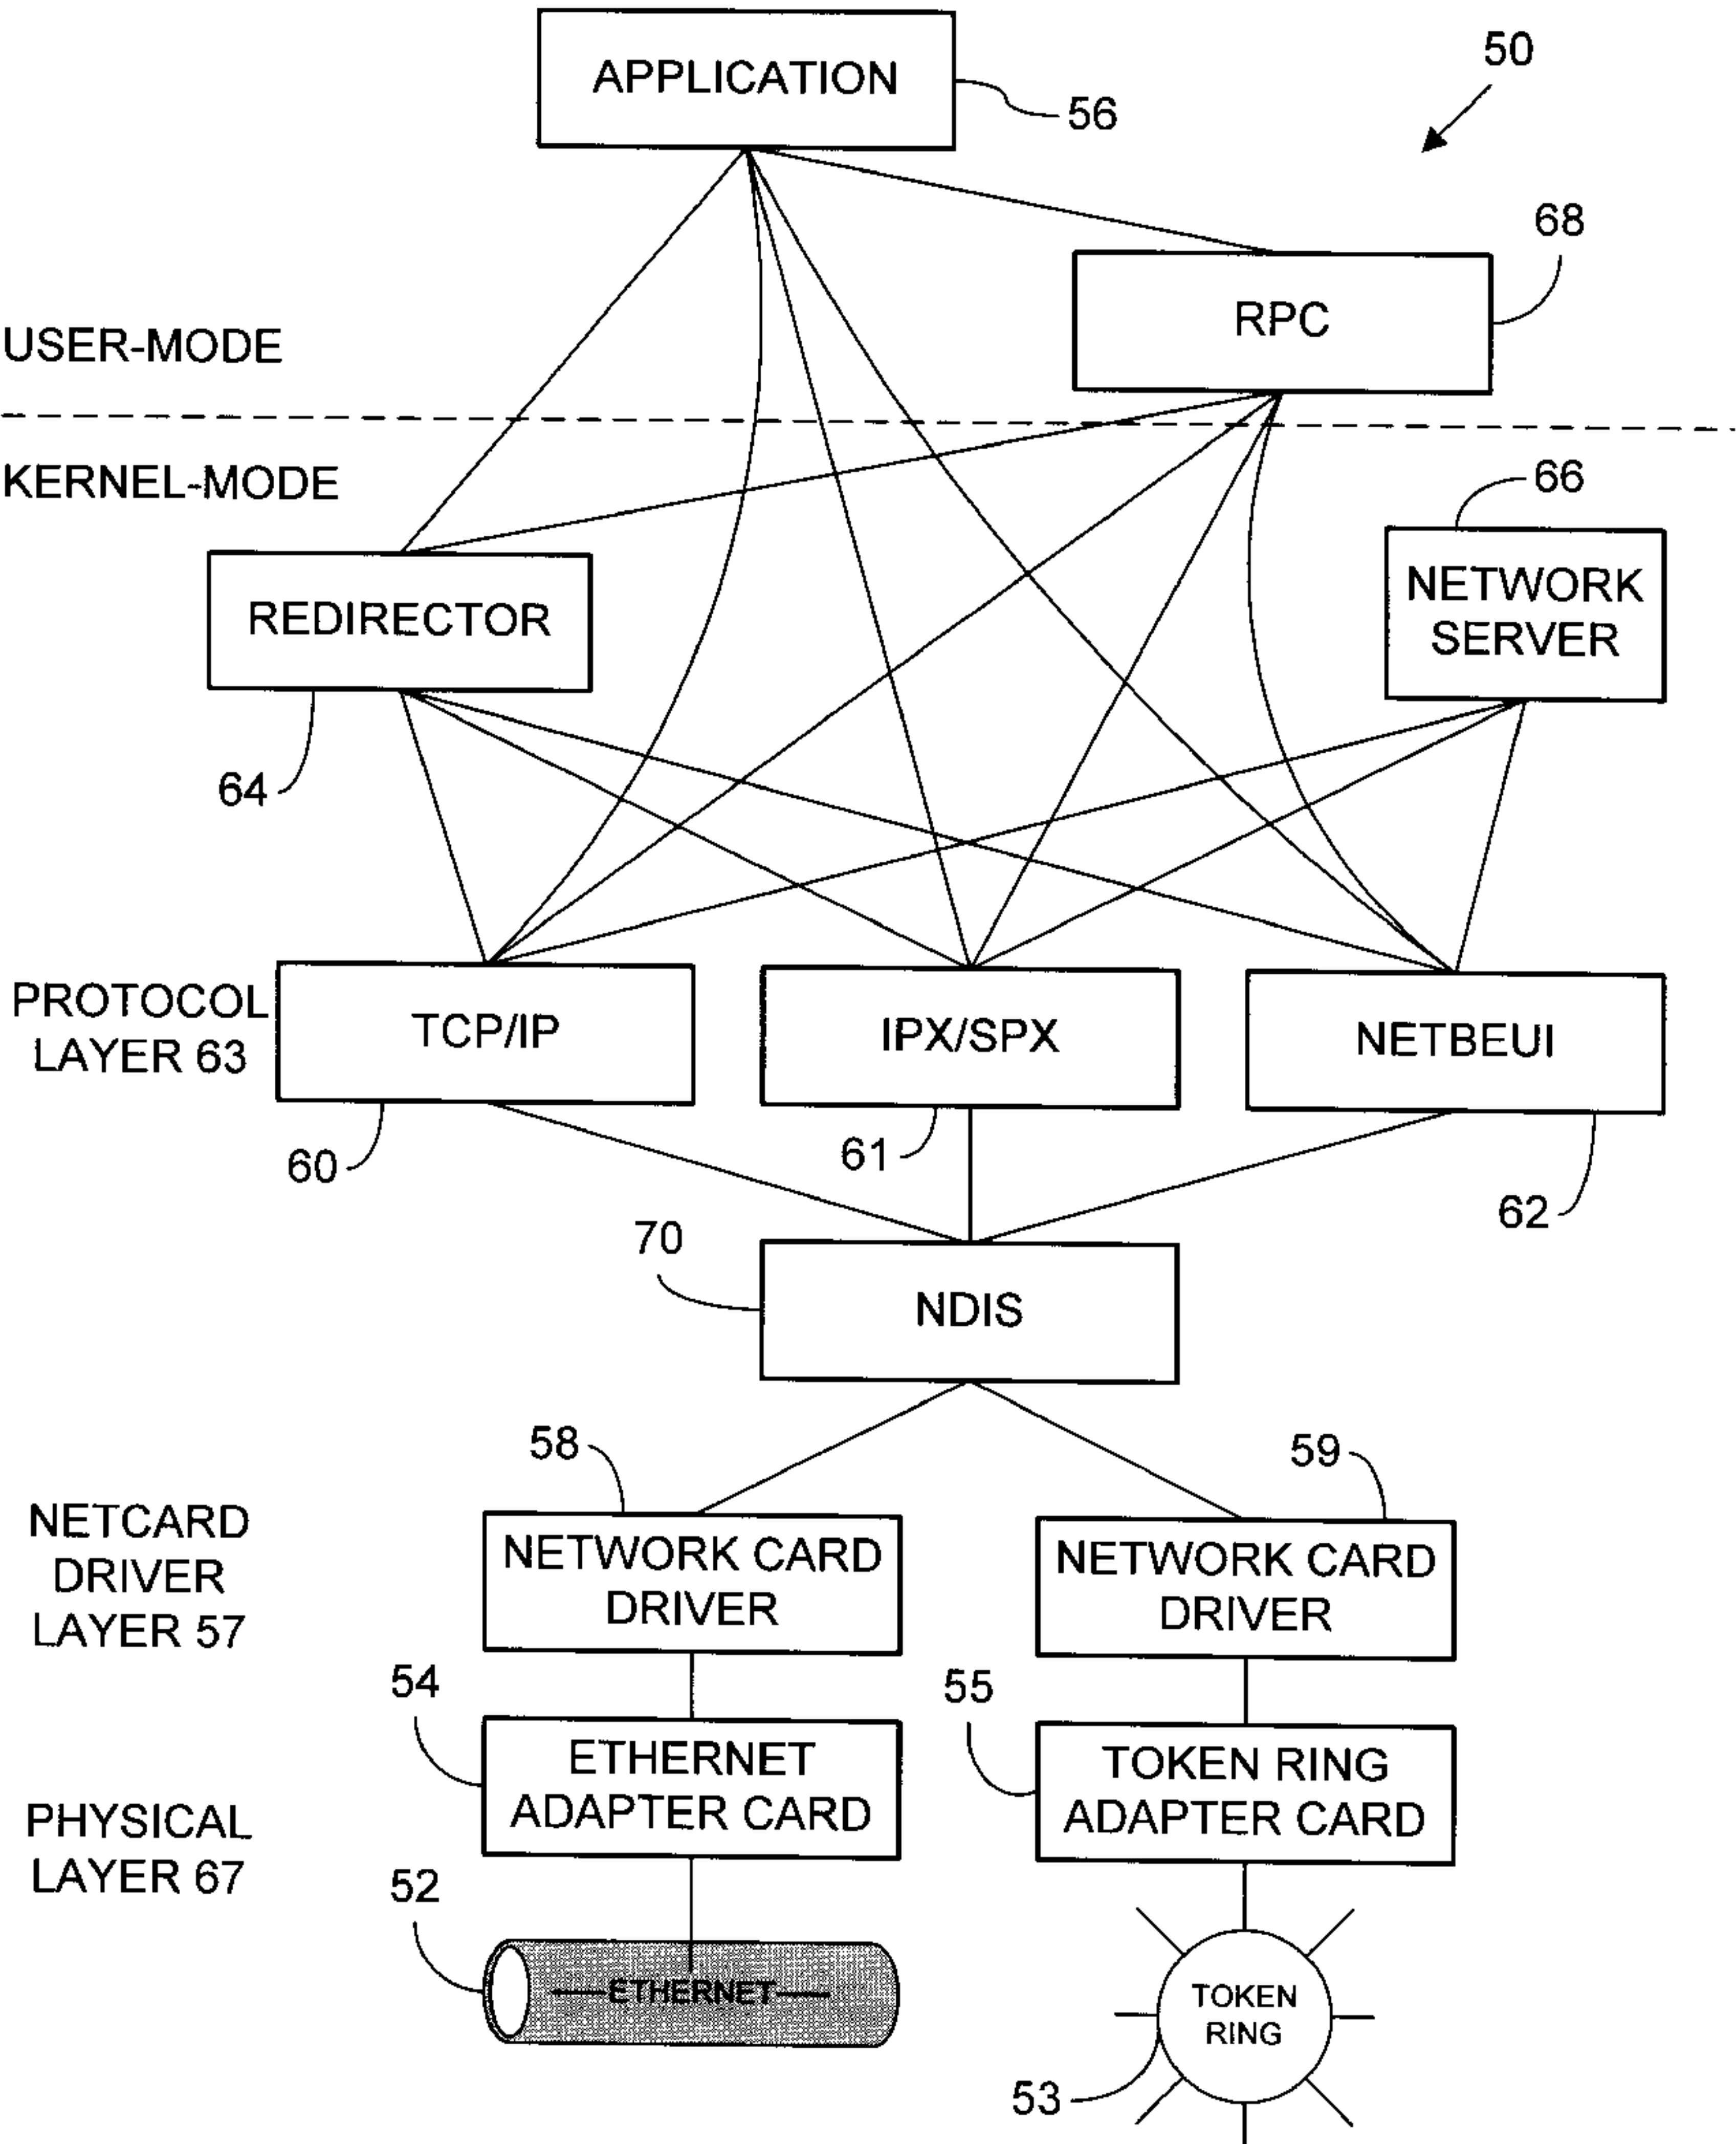 APPLICATION
50
56
68
RPC
USER-MODE
KERNEL-MODE
66
NETWORK
SERVER
REDIRECTOR
64
PROTOCOL
LAYER 63
TCP/IP
IPX/SPX
NETBEUI
60
61
62
70
NDIS
58
59
NETCARD
DRIVER
LAYER 57
NETWORK CARD
DRIVER
NETWORK CARD
DRIVER
54
55
ETHERNET
ADAPTER CARD
TOKEN RING
ADAPTER CARD
PHYSICAL
LAYER 67
52
ETHERNET
TOKEN
RING
53